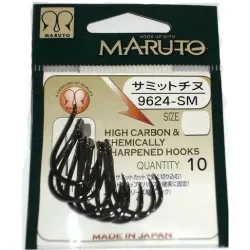 MARUTO
HOOK UP WITH
MARUTO
サミットチヌ
9624-SM
SIZE
HIGH CARBON &
CHEMICALLY
SHARPENED HOOKS
QUANTITY 10
MADE IN JAPAN